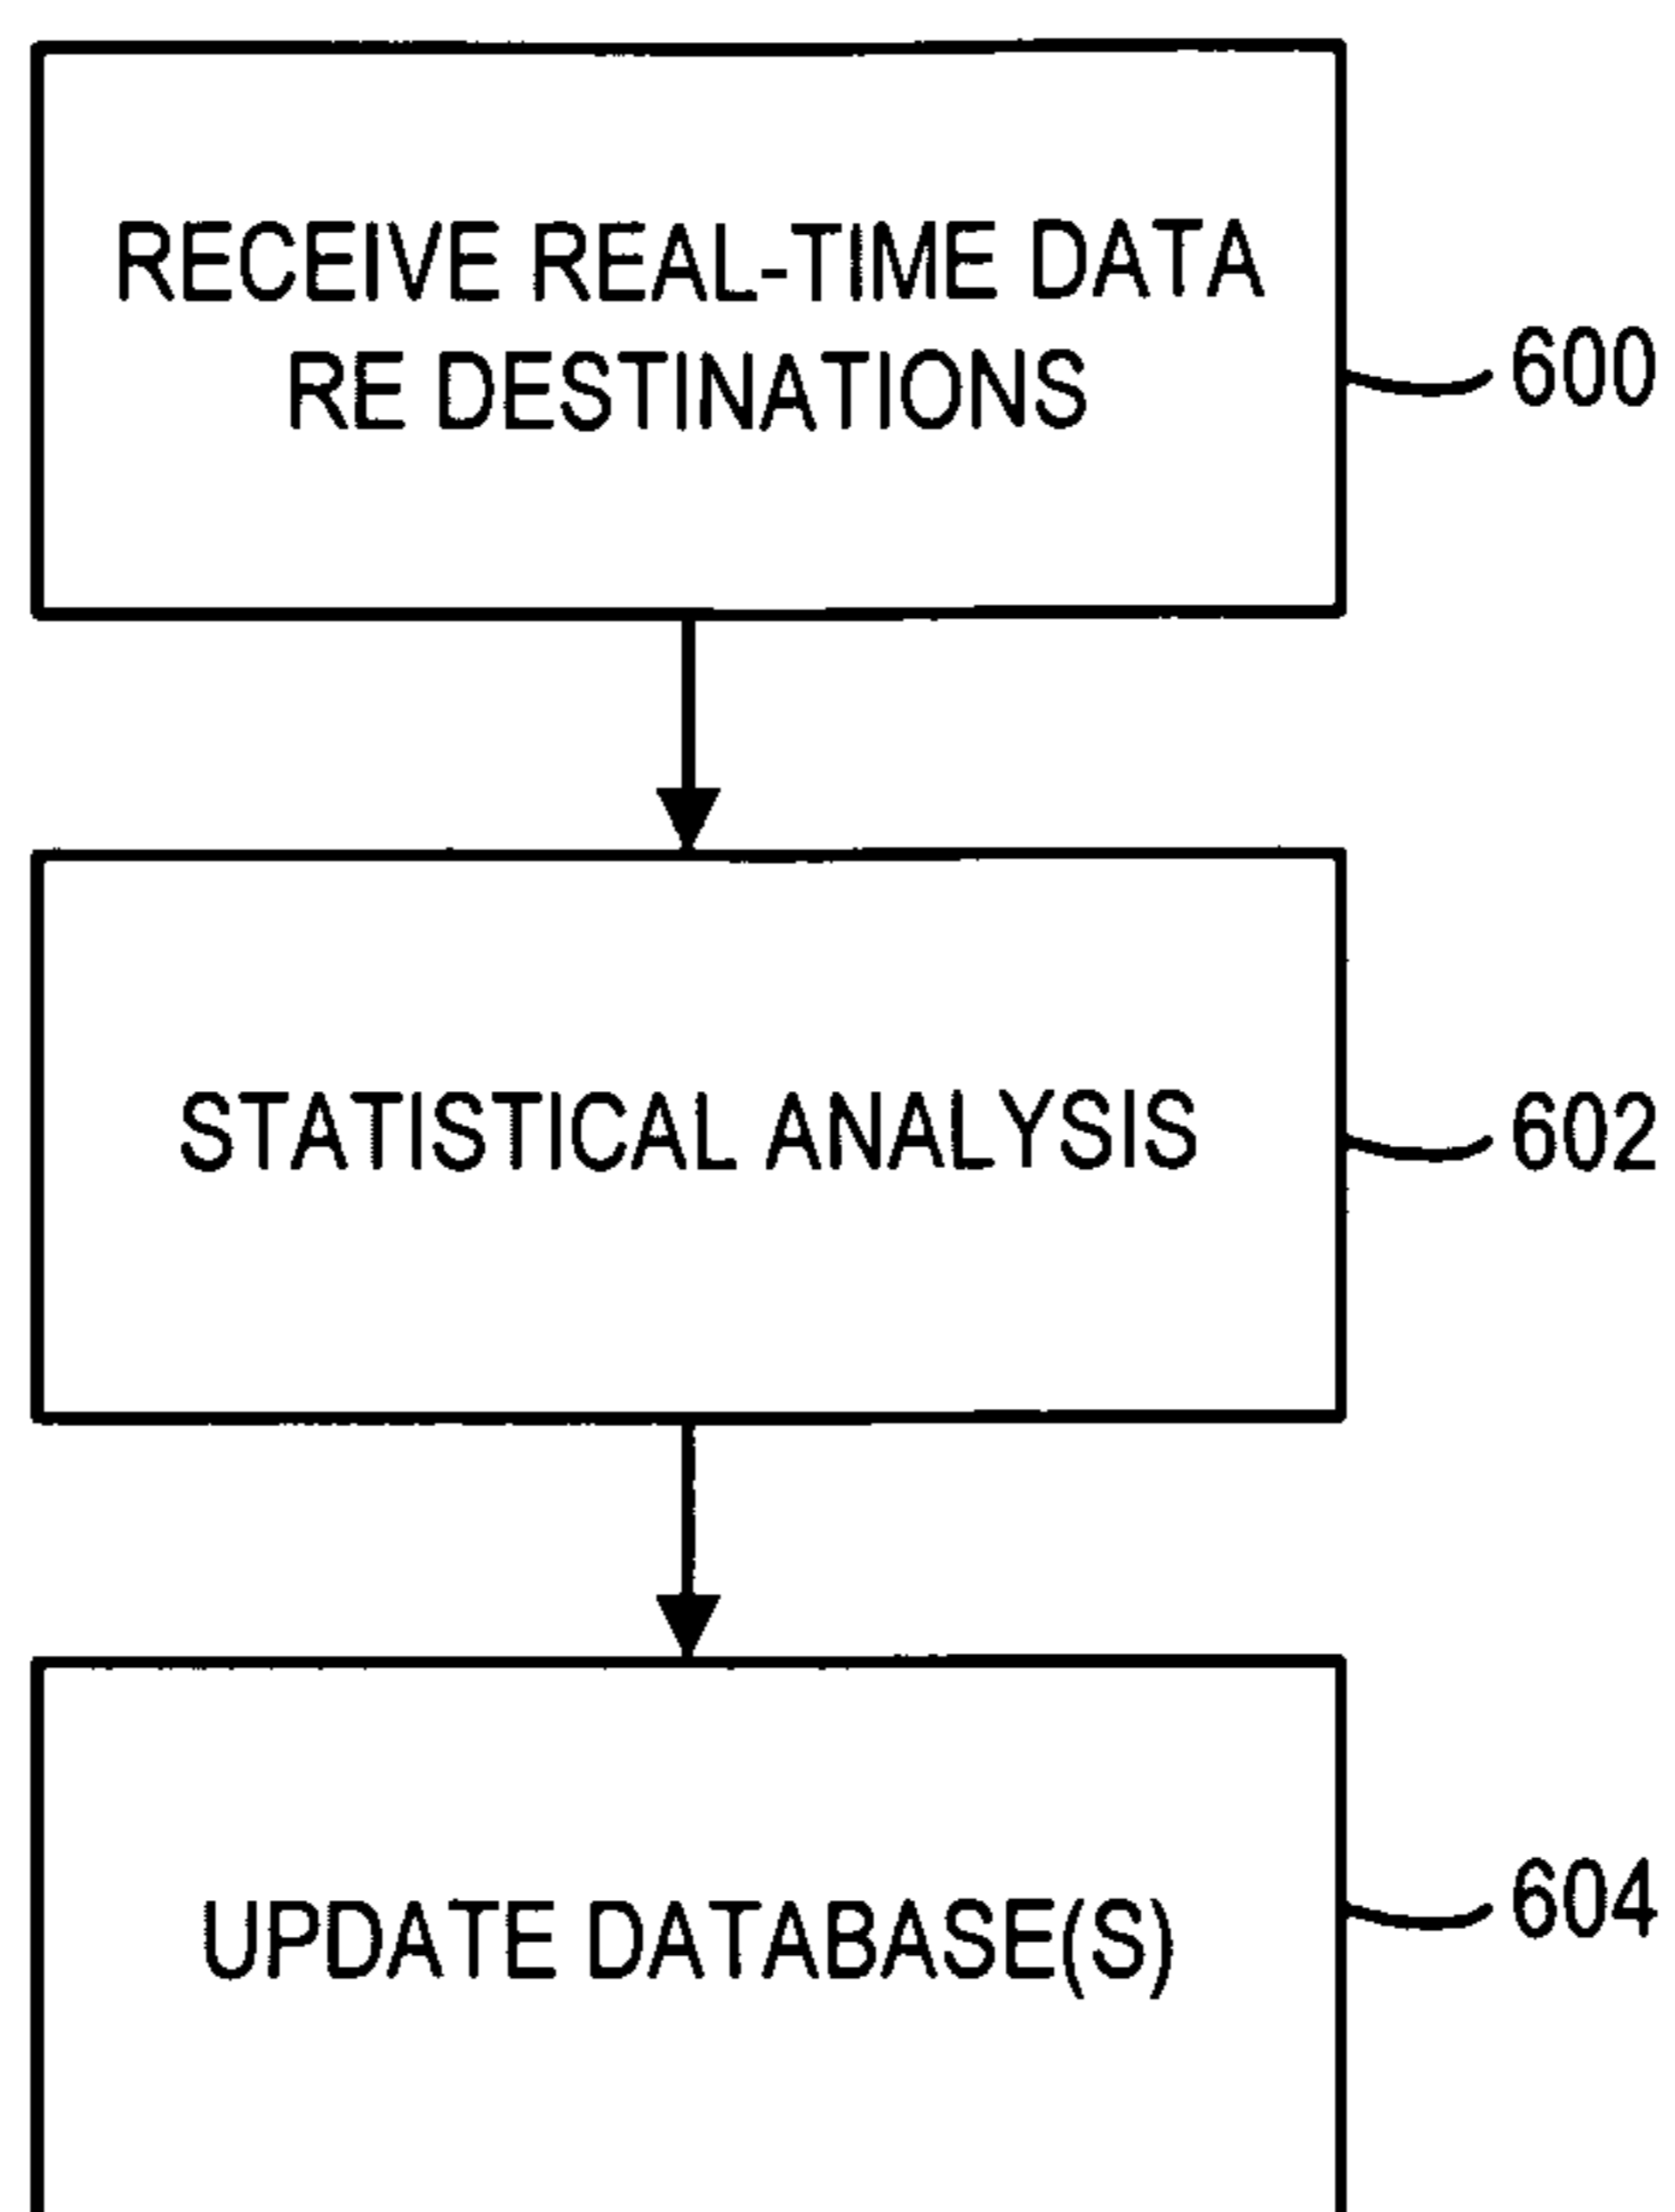 RECEIVE REAL-TIME DATA
RE DESTINATIONS
600
STATISTICAL ANALYSIS
602
UPDATE DATABASE(S)
604